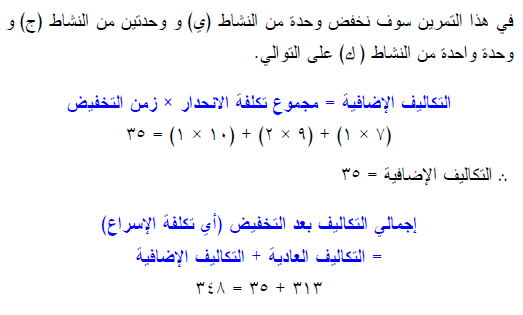 في هذا التمرين سوف نخفض وحدة من النشاط (ي) و وحدتين من النشاط (ج) و
وحدة واحدة من النشاط ( ك) على التوالي.
التكاليف الإضافية = مجموع تكلفة الانحدار × زمن التخفيض
(٧ × ١) + (٩ × ٢) + (١٠ × ١) = ٣٥
∴ التكاليف الإضافية = ٣٥
إجمالي التكاليف بعد التخفيض (أي تكلفة الإسراع)
= التكاليف العادية + التكاليف الإضافية
٣١٣ + ٣٥ = ٣٤٨